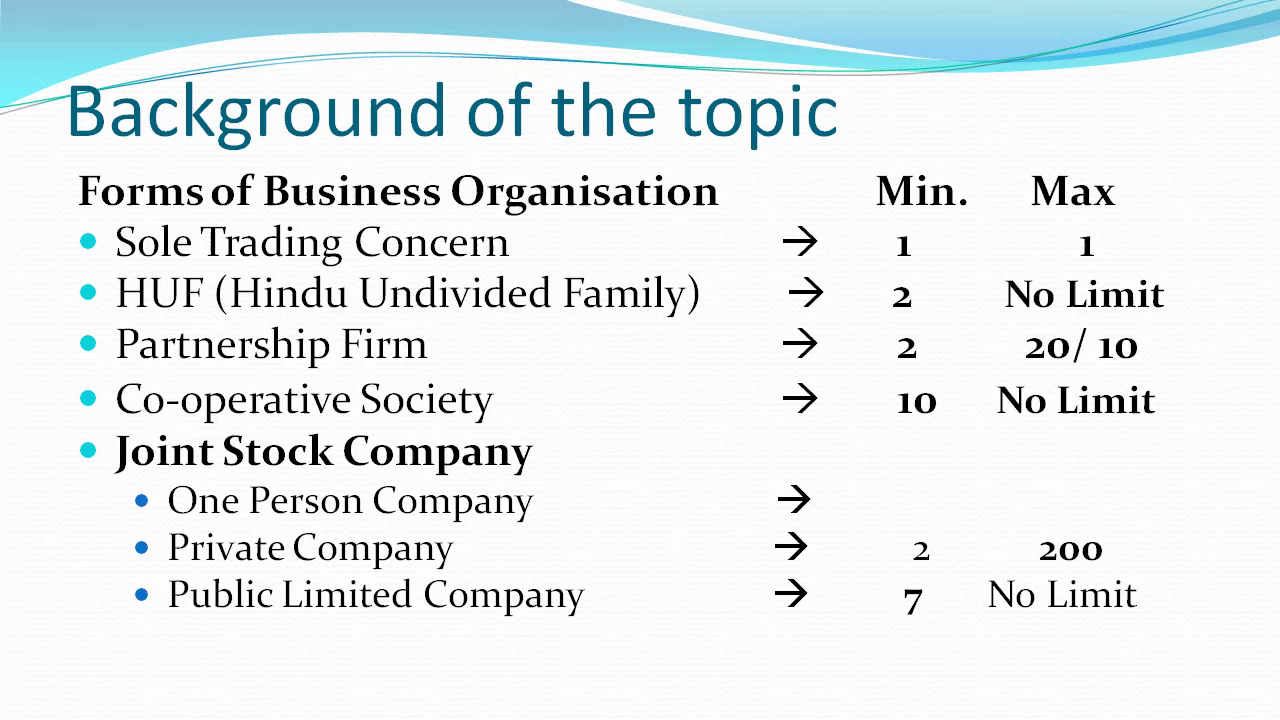 Background of the topic
Forms of Business Organisation Min. Max
• Sole Trading Concern → 1 1
• HUF (Hindu Undivided Family) → 2 No Limit
• Partnership Firm → 2 20/ 10
• Co-operative Society → 10 No Limit
• Joint Stock Company
• One Person Company →
• Private Company → 2 200
• Public Limited Company → 7 No Limit